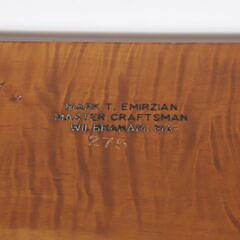 MARK T. EMIRZIAN
MASTER CRAFTSMAN
WILBRAHAM, MA
275